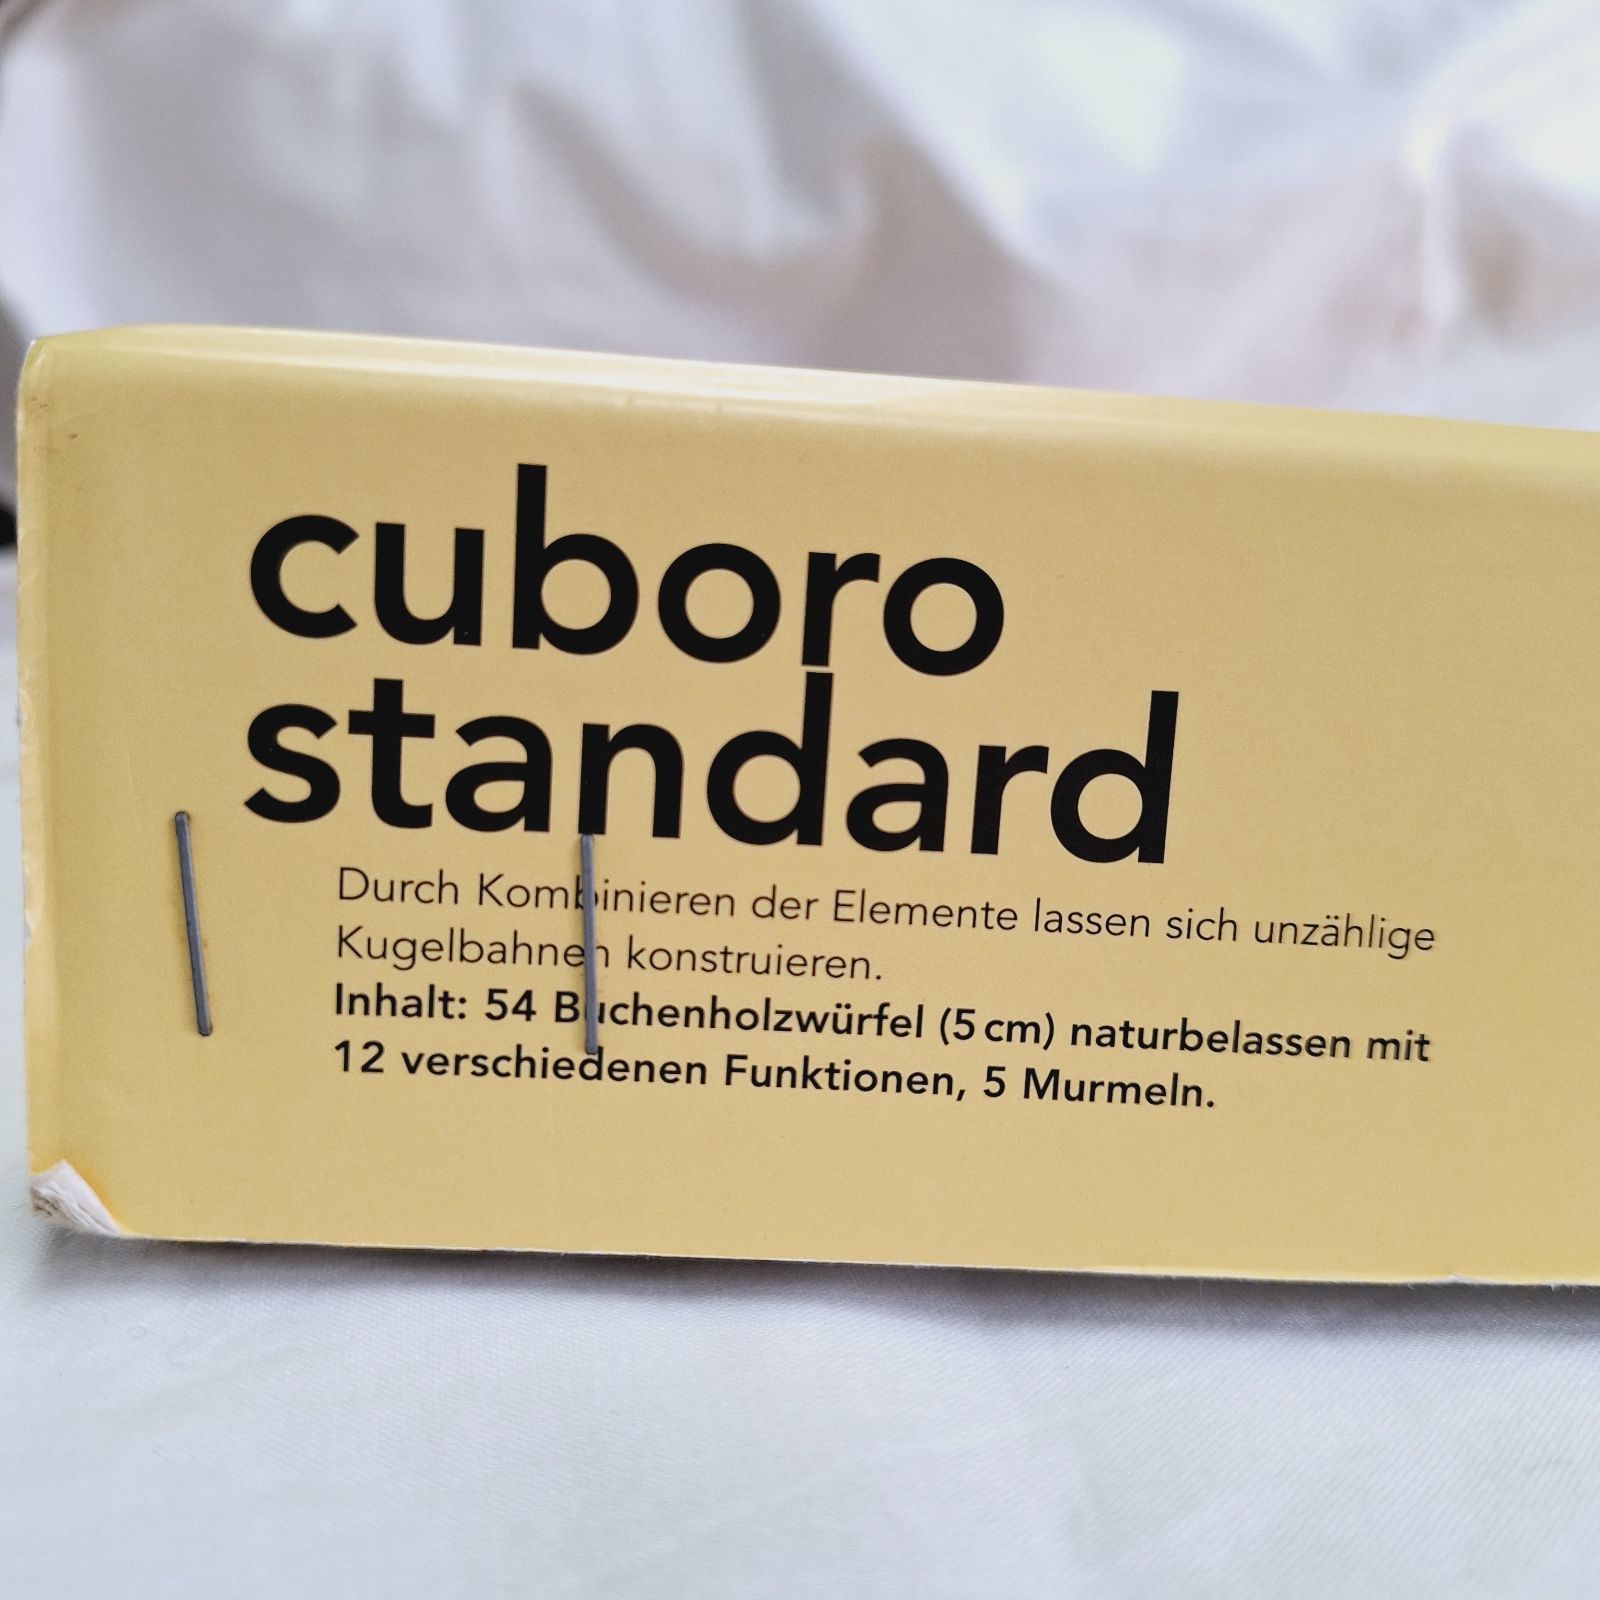 cuboro
standard
Durch Kombinieren der Elemente lassen sich unzählige
Kugelbahnen konstruieren.
Inhalt: 54 Buchenholzwürfel (5 cm) naturbelassen mit
12 verschiedenen Funktionen, 5 Murmeln.